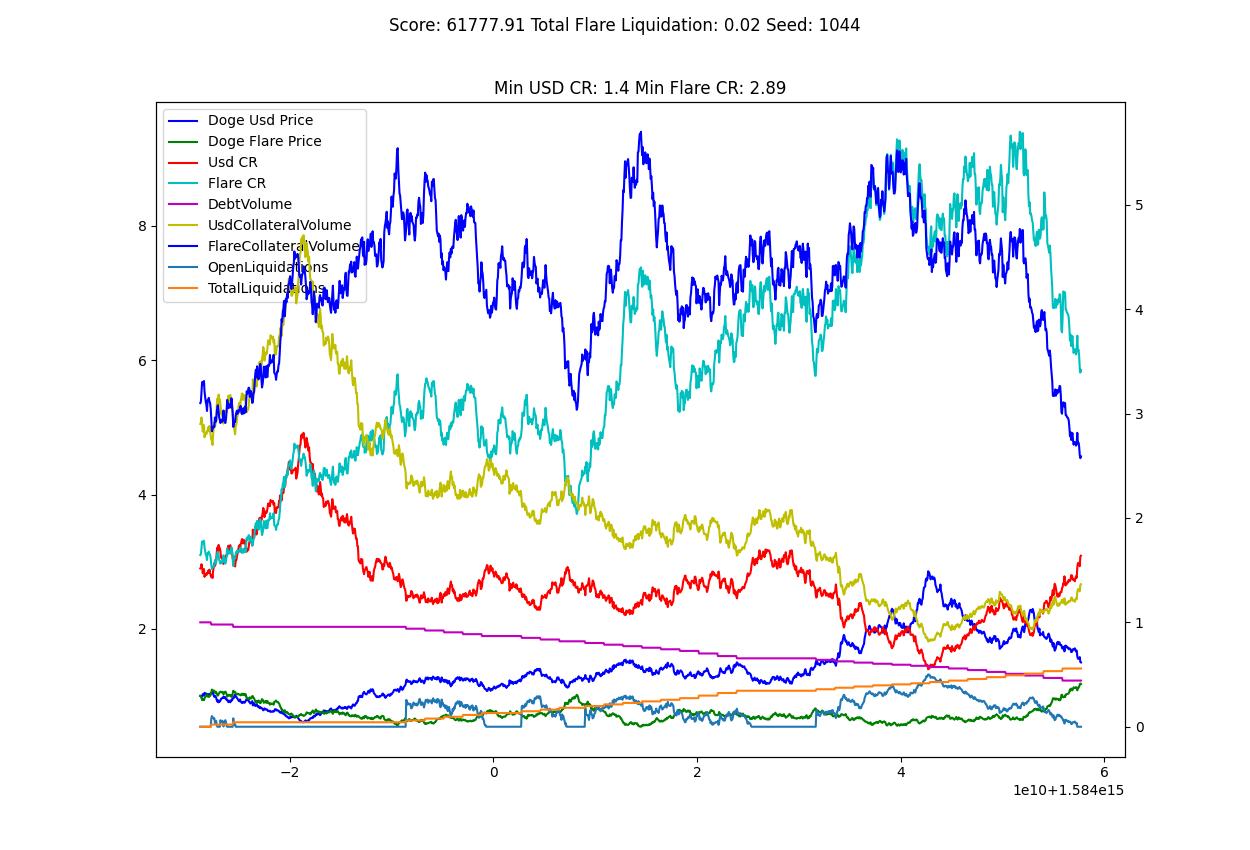 Score: 61777.91 Total Flare Liquidation: 0.02 Seed: 1044
Min USD CR: 1.4 Min Flare CR: 2.89
Doge Usd Price
Doge Flare Price
Usd CR
Flare CR
DebtVolume
UsdCollateralVolume
FlareCollateralVolume
OpenLiquidations
TotalLiquidations
8
6
4
2
5
4
3
2
1
0
−2
0
2
4
6
1e10+1.584e15